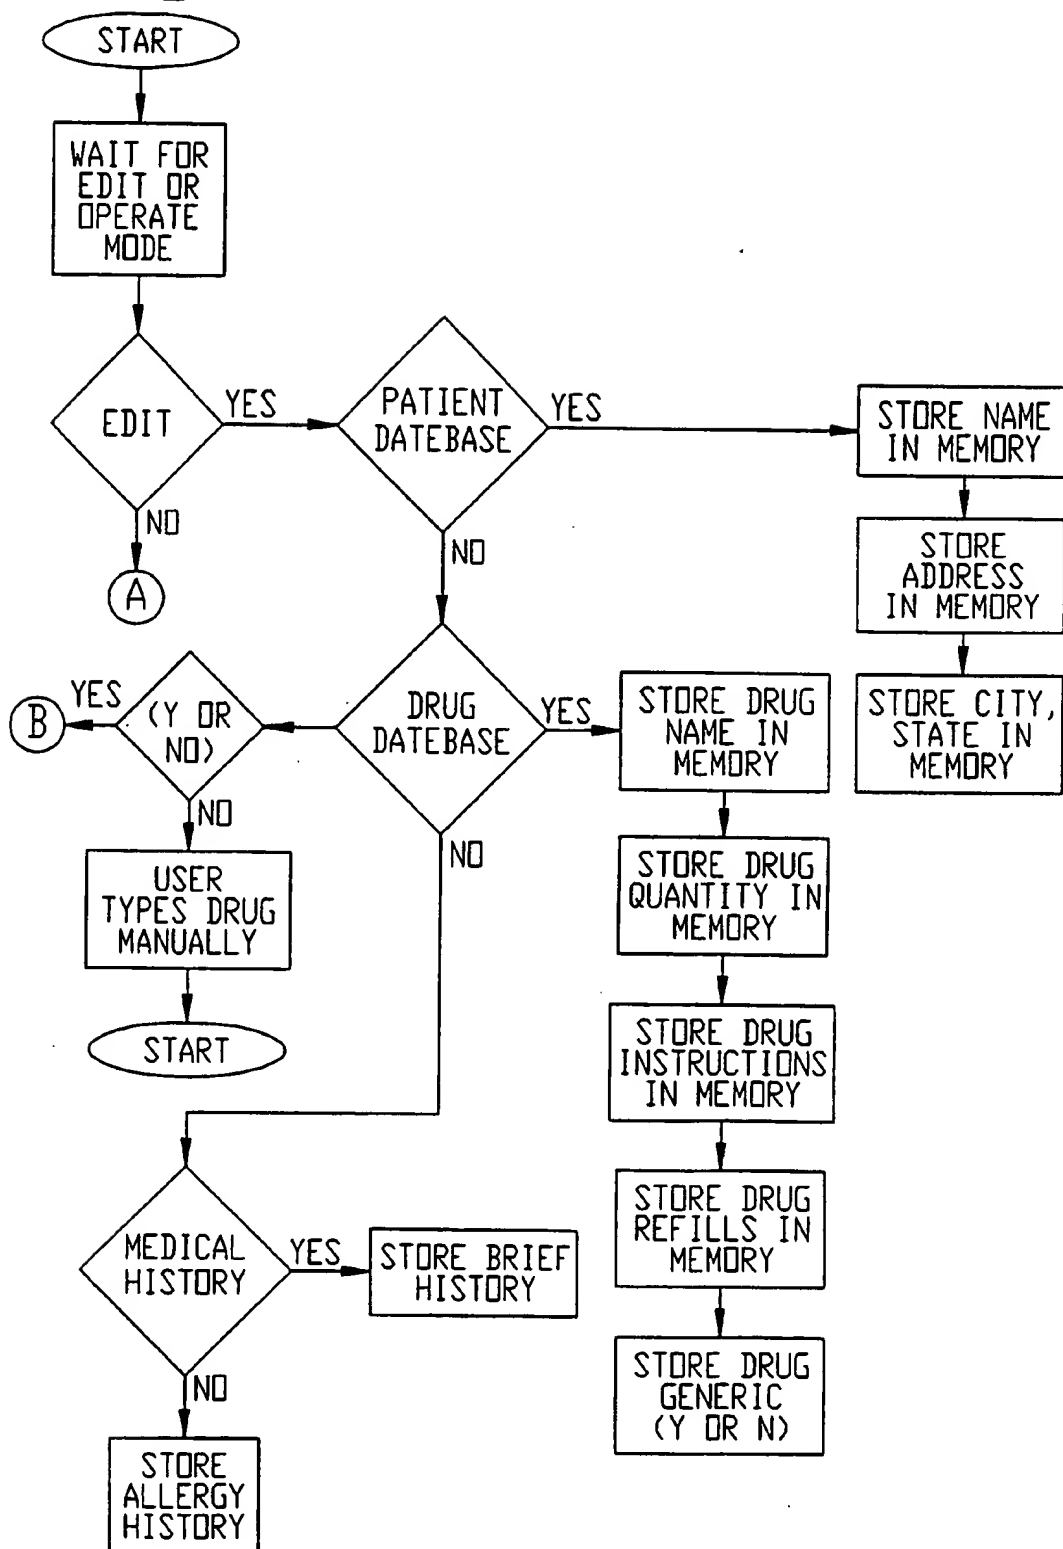 START
WAIT FOR
EDIT OR
OPERATE
MODE
EDIT
YES
NO
A
PATIENT
DATEBASE
YES
NO
STORE NAME
IN MEMORY
STORE
ADDRESS
IN MEMORY
STORE CITY,
STATE IN
MEMORY
DRUG
DATEBASE
YES
NO
(Y OR
NO)
YES
B
NO
USER
TYPES DRUG
MANUALLY
START
STORE DRUG
NAME IN
MEMORY
STORE DRUG
QUANTITY IN
MEMORY
STORE DRUG
INSTRUCTIONS
IN MEMORY
STORE DRUG
REFILLS IN
MEMORY
STORE DRUG
GENERIC
(Y OR N)
MEDICAL
HISTORY
YES
STORE BRIEF
HISTORY
NO
STORE
ALLERGY
HISTORY